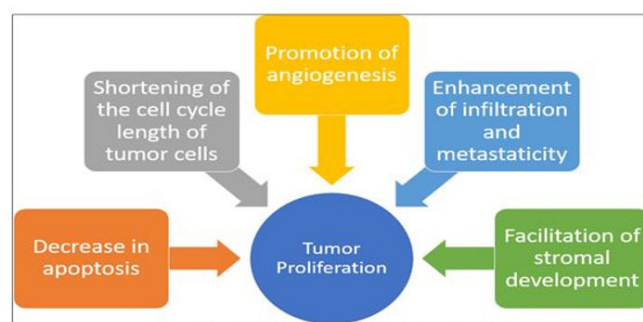 Promotion of
angiogenesis
Shortening of
the cell cycle
length of
tumor cells
Enhancement
of infiltration
and
metastaticity
Decrease in
apoptosis
Tumor
Proliferation
Facilitation of
stromal
development